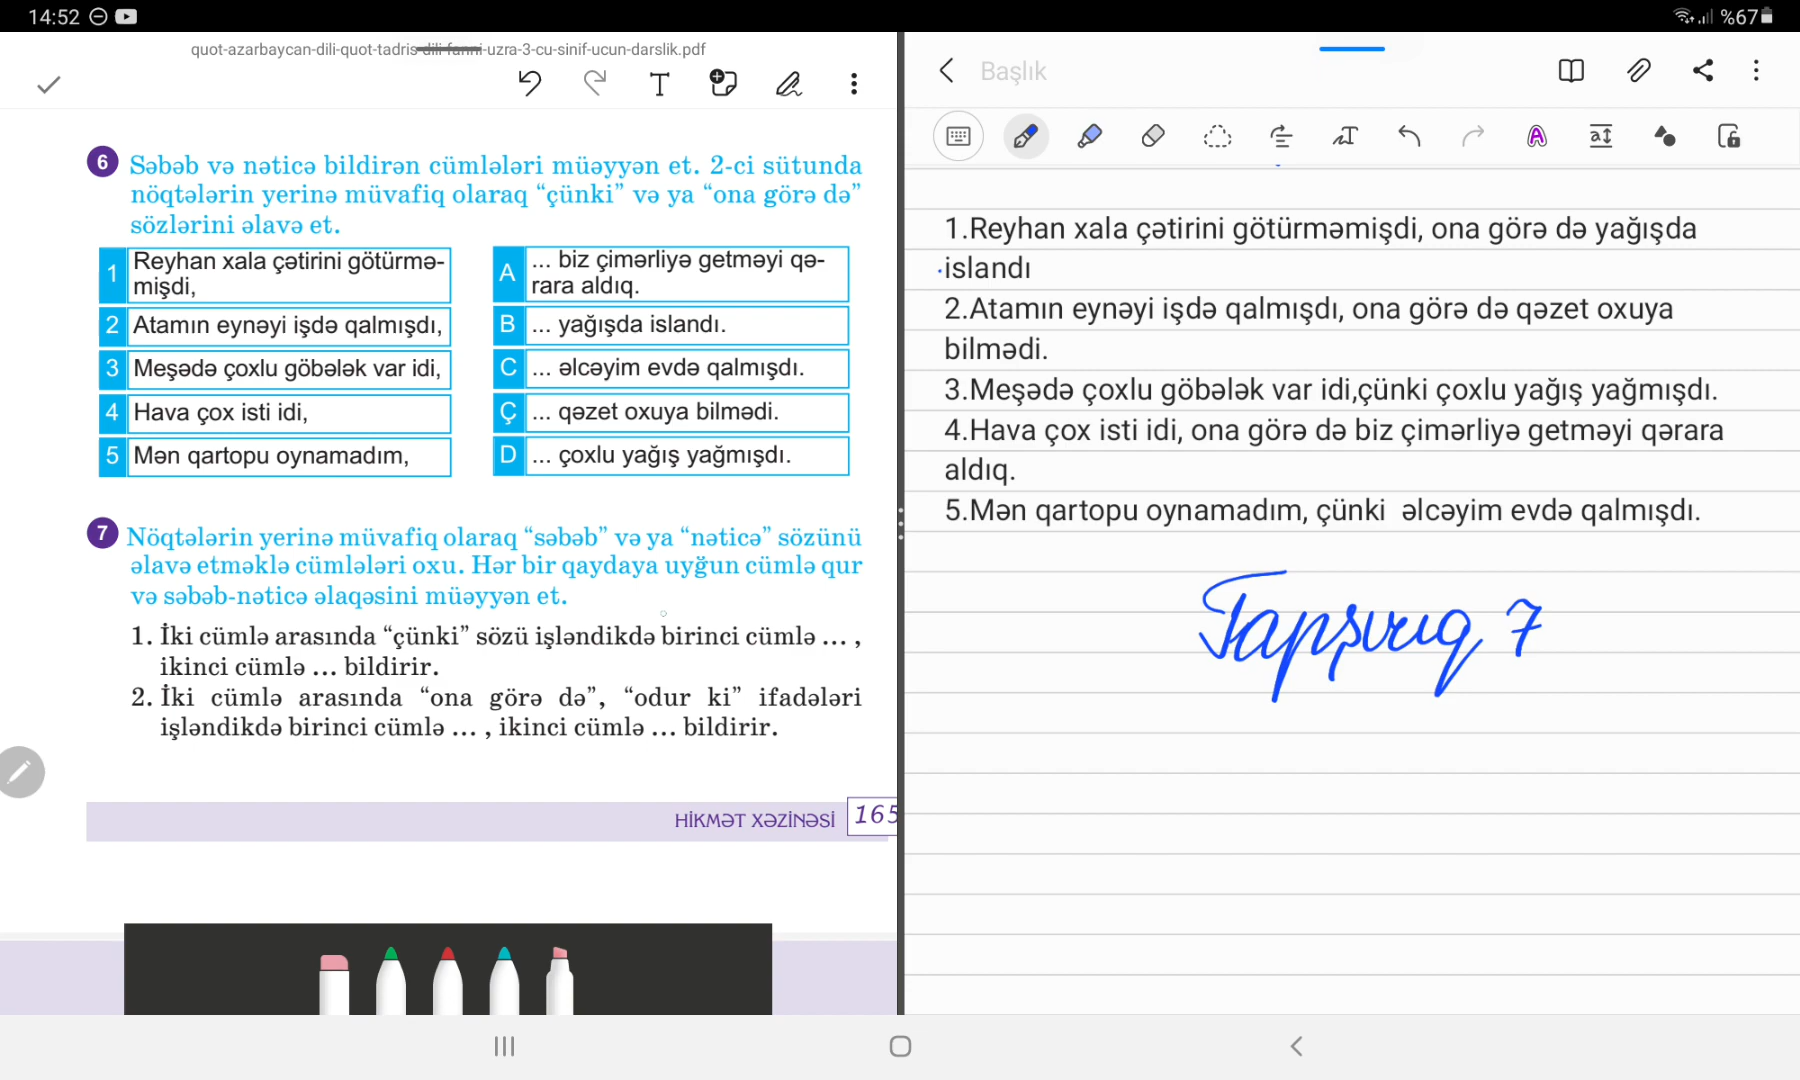 14:52
%67
quot-azarbaycan-dili-quot-tadris-dili-fanni-uzra-3-cu-sinif-ucun-darslik.pdf
6 Səbəb və nəticə bildirən cümlələri müəyyən et. 2-ci sütunda
nöqtələrin yerinə müvafiq olaraq “çünki” və ya “ona görə də”
sözlərini əlavə et.
1 Reyhan xala çətirini götürmə-
mişdi,
2 Atamın eynəyi işdə qalmışdı,
3 Meşədə çoxlu göbələk var idi,
4 Hava çox isti idi,
5 Mən qartopu oynamadım,
A ... biz çimərliyə getməyi qə-
rara aldıq.
B ... yağışda islandı.
C ... əlcəyim evdə qalmışdı.
Ç ... qəzet oxuya bilmədi.
D ... çoxlu yağış yağmışdı.
7 Nöqtələrin yerinə müvafiq olaraq “səbəb” və ya “nəticə” sözünü
əlavə etməklə cümlələri oxu. Hər bir qaydaya uyğun cümlə qur
və səbəb-nəticə əlaqəsini müəyyən et.
1. İki cümlə arasında “çünki” sözü işləndikdə birinci cümlə ... ,
ikinci cümlə ... bildirir.
2. İki cümlə arasında “ona görə də”, “odur ki” ifadələri
işləndikdə birinci cümlə ... , ikinci cümlə ... bildirir.
HİKMƏT XƏZİNƏSİ 165
Başlık
1.Reyhan xala çətirini götürməmişdi, ona görə də yağışda
islandı
2.Atamın eynəyi işdə qalmışdı, ona görə də qəzet oxuya
bilmədi.
3.Meşədə çoxlu göbələk var idi,çünki çoxlu yağış yağmışdı.
4.Hava çox isti idi, ona görə də biz çimərliyə getməyi qərara
aldıq.
5.Mən qartopu oynamadım, çünki  əlcəyim evdə qalmışdı.
Tapşırıq 7